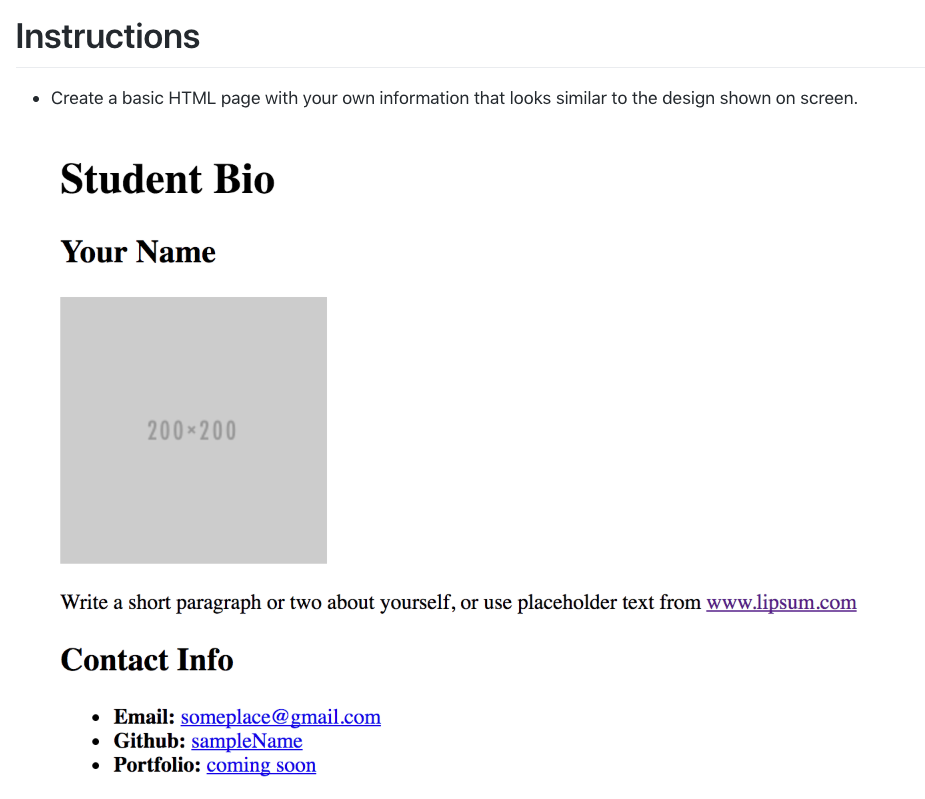 Instructions
Create a basic HTML page with your own information that looks similar to the design shown on screen.
Student Bio
Your Name
200×200
Write a short paragraph or two about yourself, or use placeholder text from www.lipsum.com
Contact Info
Email: someplace@gmail.com
Github: sampleName
Portfolio: coming soon